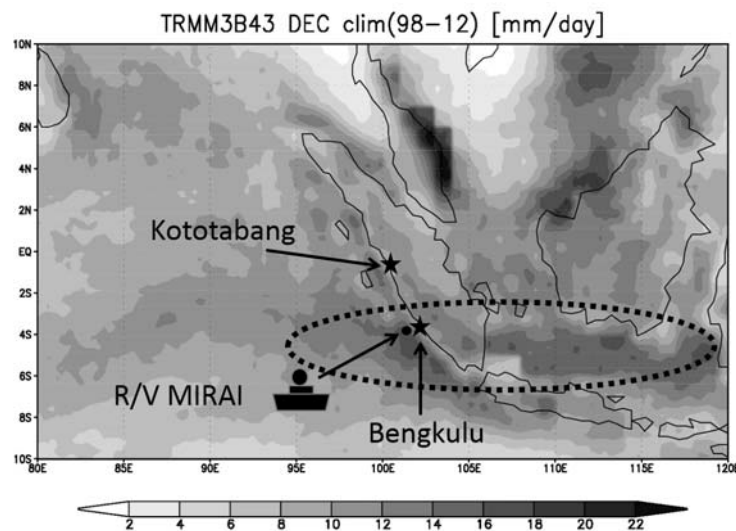 TRMM3B43 DEC clim(98−12) [mm/day]
10N
8N
6N
4N
2N
EQ
2S
4S
6S
8S
10S
Kototabang
R/V MIRAI
Bengkulu
80E 85E 90E 95E 100E 105E 110E 115E 120E
2 4 6 8 10 12 14 16 18 20 22